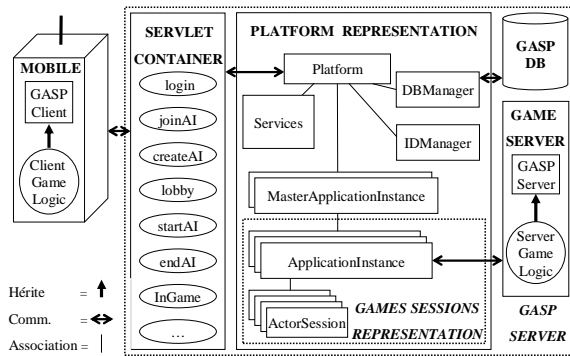 MOBILE
GASP
Client
Client
Game
Logic
Hérite =
Comm. =
Association =
SERVLET
CONTAINER
login
joinAI
createAI
lobby
startAI
endAI
InGame
...
PLATFORM REPRESENTATION
Platform
Services
DBManager
IDManager
MasterApplicationInstance
ApplicationInstance
ActorSession
GAMES SESSIONS
REPRESENTATION
GASP
DB
GAME
SERVER
GASP
Server
Server
Game
Logic
GASP
SERVER